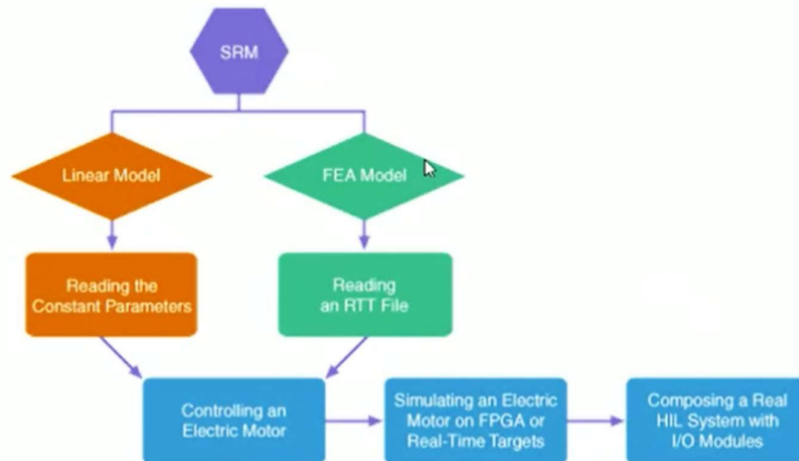 SRM
Linear Model
FEA Model
Reading the
Constant Parameters
Reading
an RTT File
Controlling an
Electric Motor
Simulating an Electric
Motor on FPGA or
Real-Time Targets
Composing a Real
HIL System with
I/O Modules